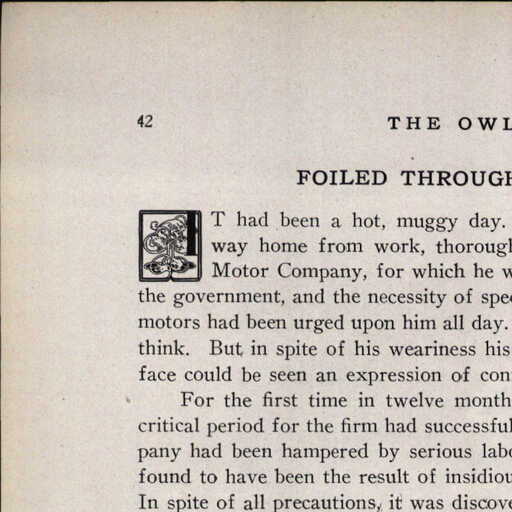 42
THE OWL
FOILED THROUGH
IT had been a hot, muggy day.
way home from work, thorough
Motor Company, for which he w
the government, and the necessity of spe
motors had been urged upon him all day.
think. But in spite of his weariness his
face could be seen an expression of con
For the first time in twelve month
critical period for the firm had successful
pany had been hampered by serious labo
found to have been the result of insidiou
In spite of all precautions, it was discove